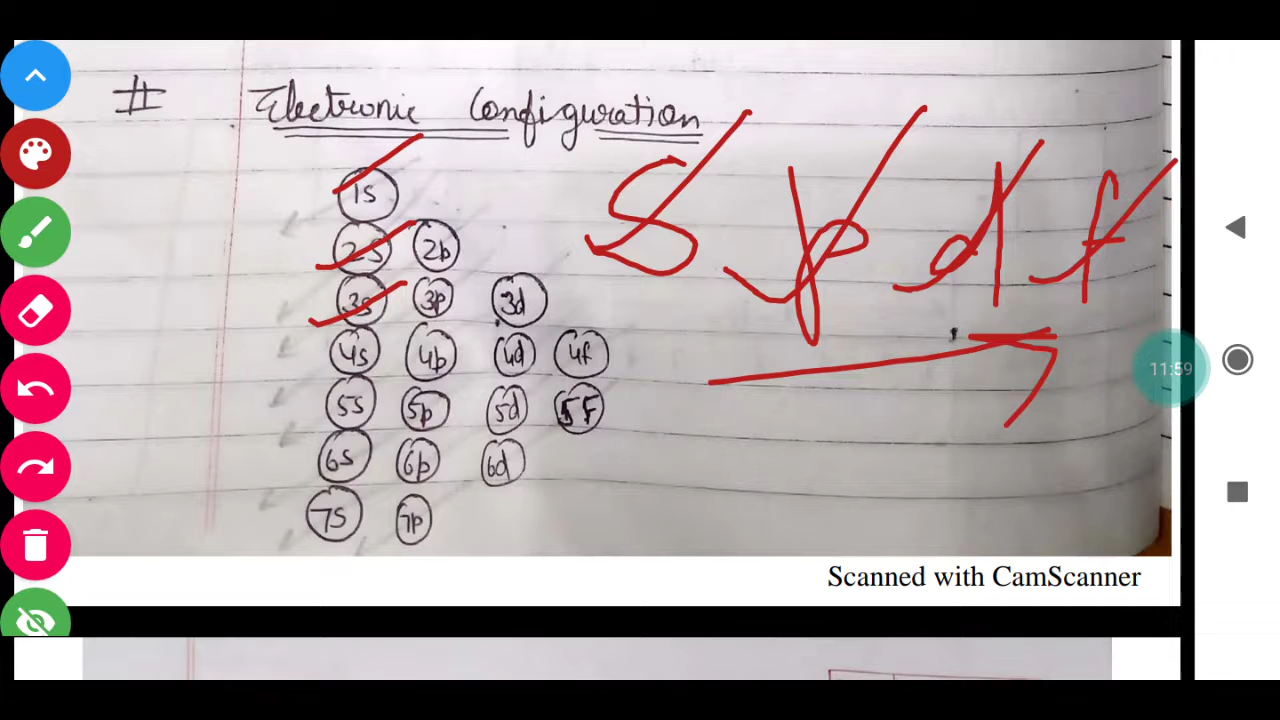 # Electronic Configuration
S p d f
1s
2s 2p
3s 3p 3d
4s 4p 4d 4f
5s 5p 5d 5F
6s 6p 6d
7s 7p
11:59
Scanned with CamScanner